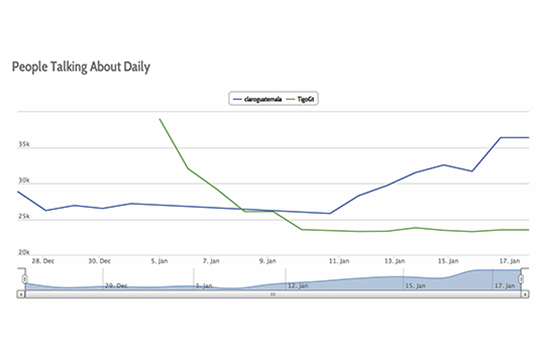 People Talking About Daily
claroguatemala TigoGt
35k
30k
25k
20k
28. Dec 30. Dec 5. Jan 7. Jan 9. Jan 11. Jan 13. Jan 15. Jan 17. Jan
29. Dec 1. Jan 12. Jan 15. Jan 17. Jan